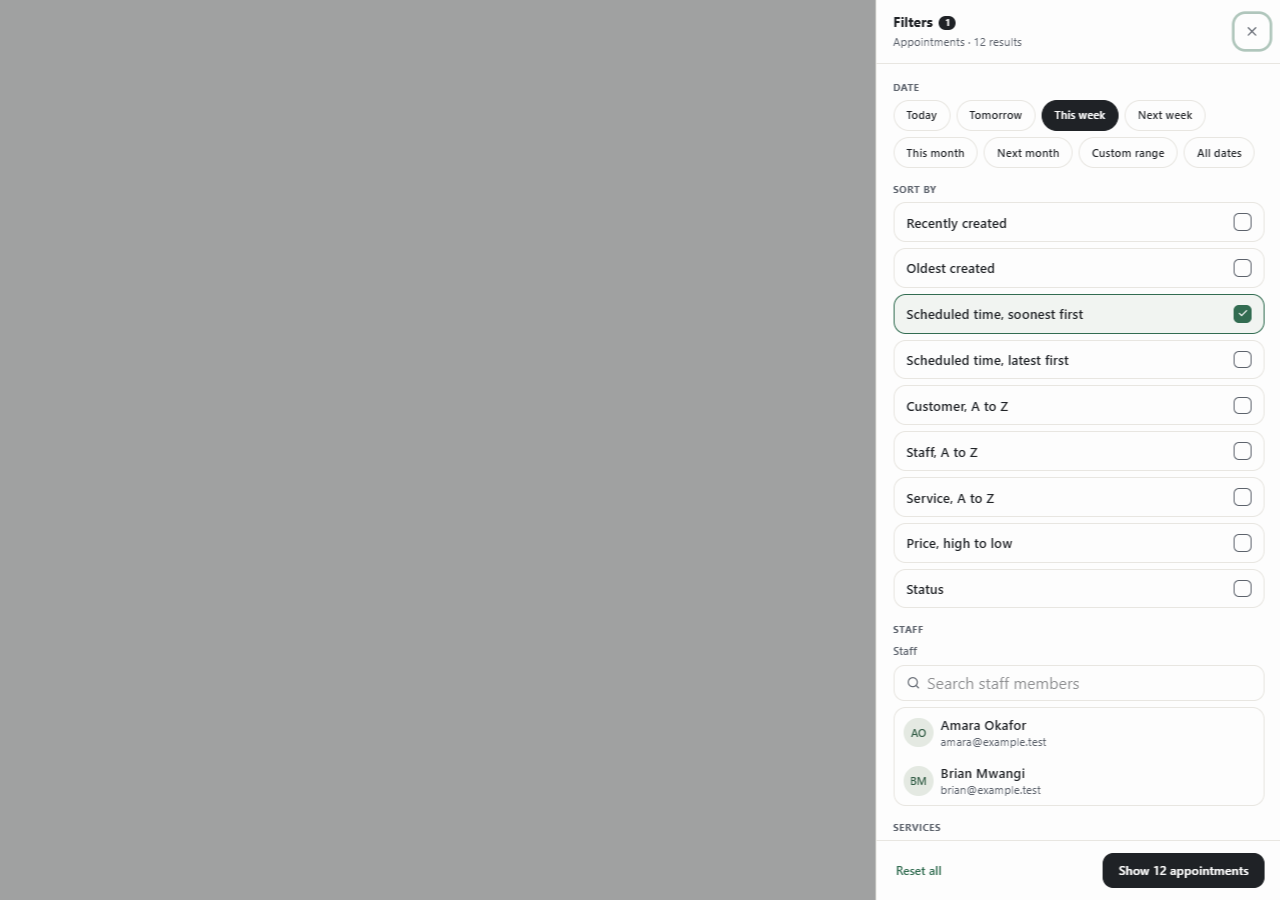 Filters 1
Appointments · 12 results
DATE
Today
Tomorrow
This week
Next week
This month
Next month
Custom range
All dates
SORT BY
Recently created
Oldest created
Scheduled time, soonest first
Scheduled time, latest first
Customer, A to Z
Staff, A to Z
Service, A to Z
Price, high to low
Status
STAFF
Staff
Search staff members
AO
Amara Okafor
amara@example.test
BM
Brian Mwangi
brian@example.test
SERVICES
Reset all
Show 12 appointments